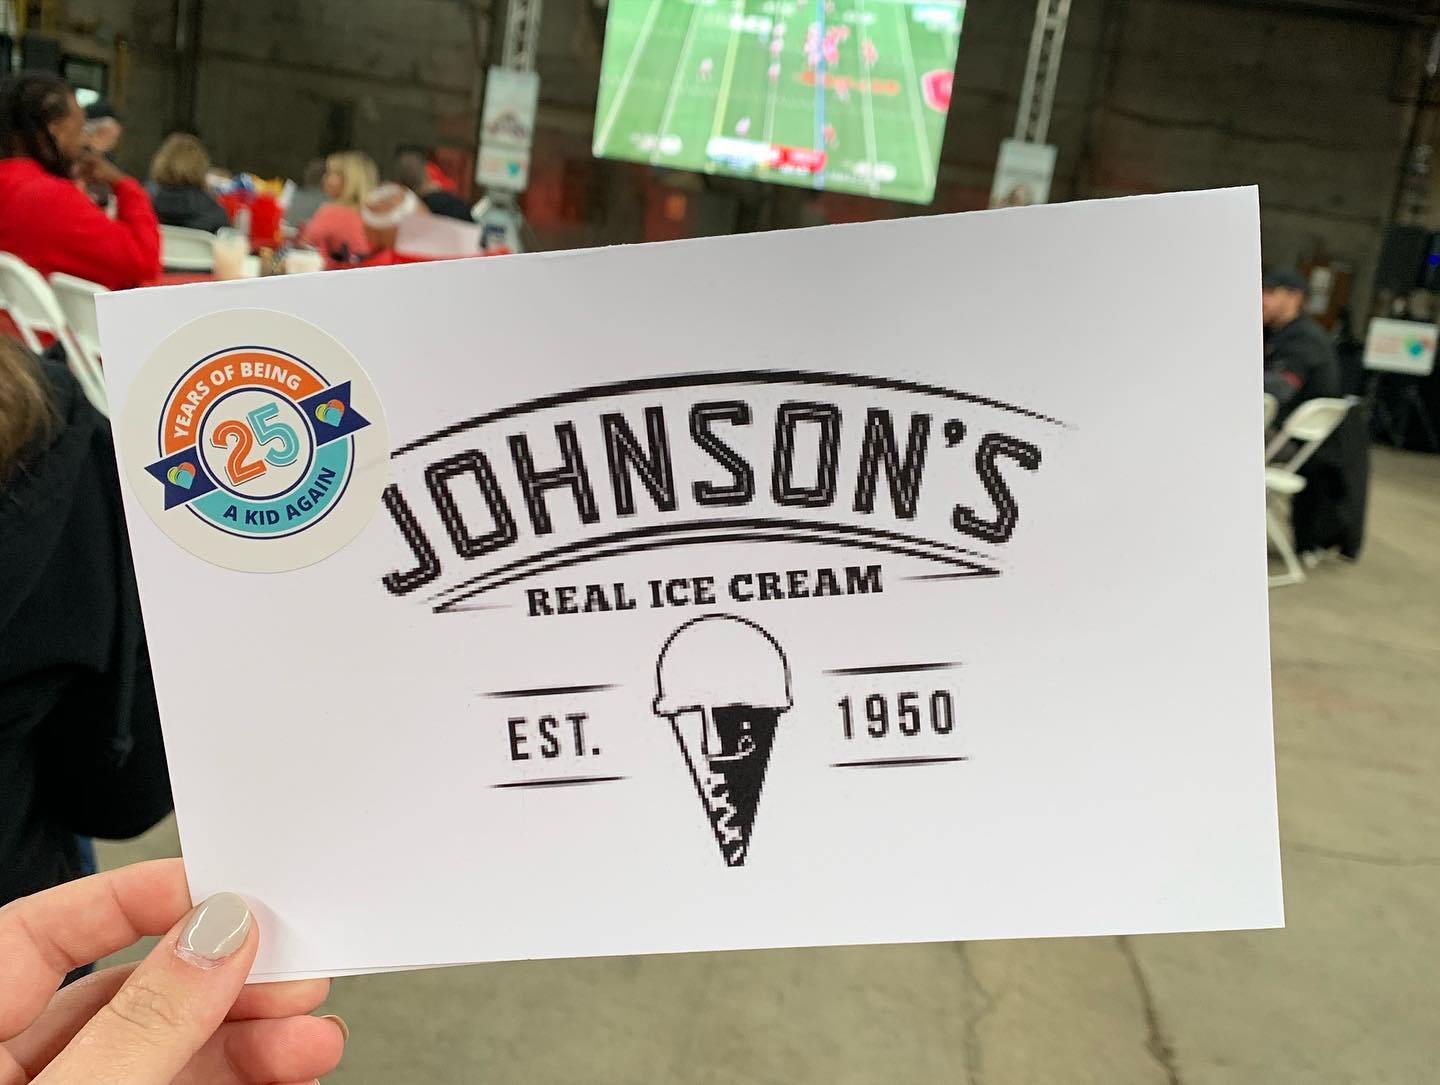 YEARS OF BEING
25
A KID AGAIN
JOHNSON'S
REAL ICE CREAM
EST. 1950